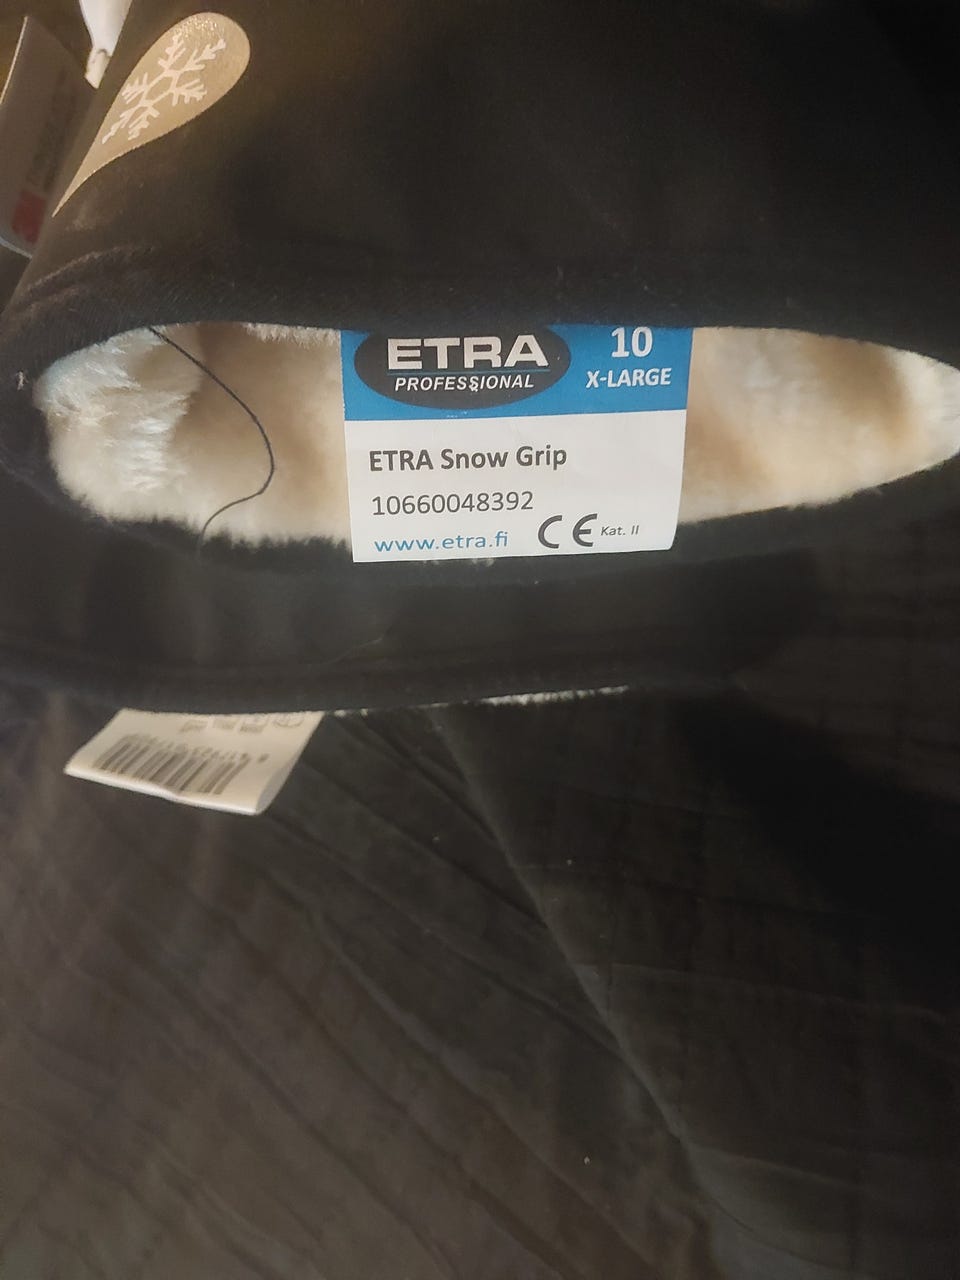 ETRA
PROFESSIONAL
10
X-LARGE
ETRA Snow Grip
10660048392
www.etra.fi
CE Kat. II